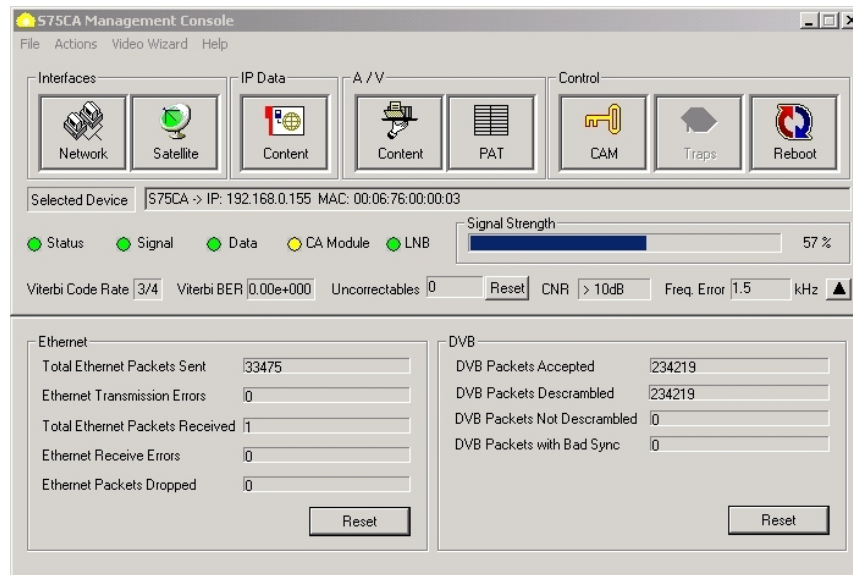 S75CA Management Console
File Actions Video Wizard Help
Interfaces IP Data A / V Control
Network Satellite Content Content PAT CAM Traps Reboot
Selected Device S75CA -> IP: 192.168.0.155 MAC: 00:06:76:00:00:03
Status Signal Data CA Module LNB Signal Strength 57 %
Viterbi Code Rate 3/4 Viterbi BER 0.00e+000 Uncorrectables 0 Reset CNR > 10dB Freq. Error 1.5 kHz
Ethernet
Total Ethernet Packets Sent 33475
Ethernet Transmission Errors 0
Total Ethernet Packets Received 1
Ethernet Receive Errors 0
Ethernet Packets Dropped 0
Reset
DVB
DVB Packets Accepted 234219
DVB Packets Descrambled 234219
DVB Packets Not Descrambled 0
DVB Packets with Bad Sync 0
Reset